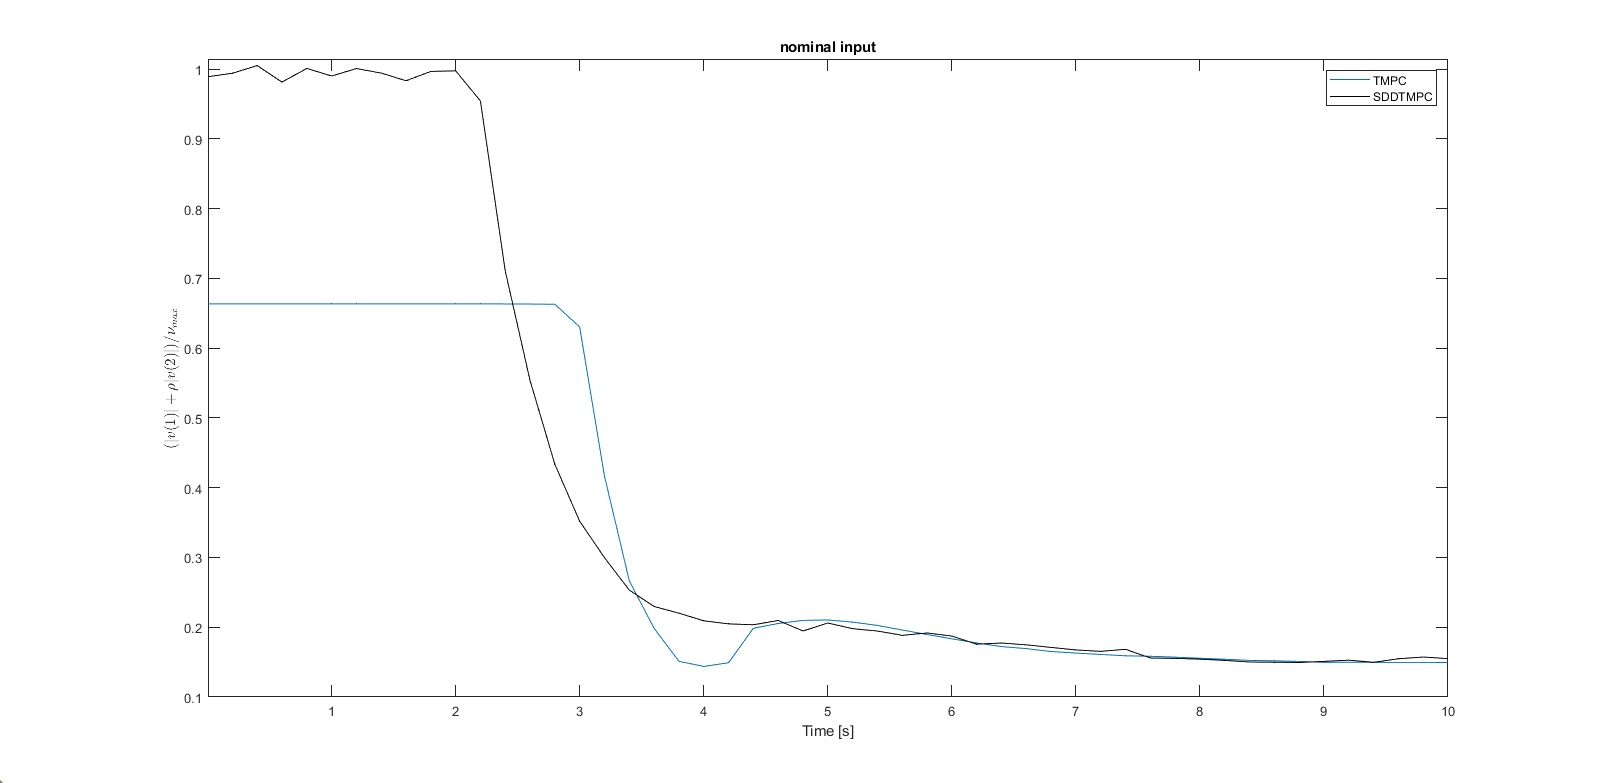 nominal input
TMPC
SDDTMPC
1
0.9
0.8
0.7
0.6
0.5
0.4
0.3
0.2
0.1
(|v(1)| + ρ|v(2)|)/ν_max
1 2 3 4 5 6 7 8 9 10
Time [s]